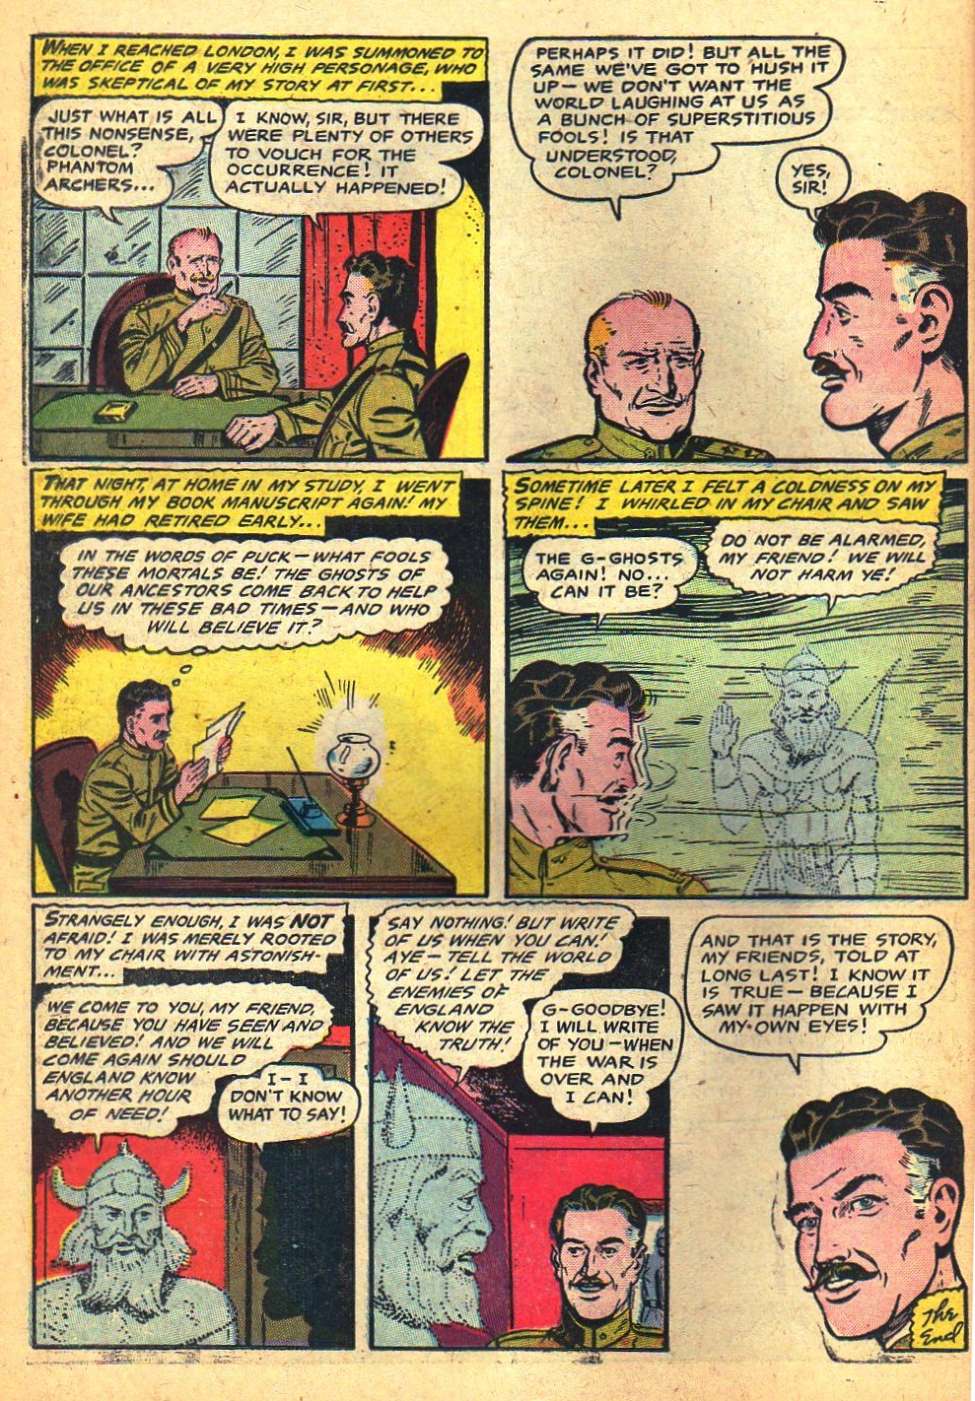 WHEN I REACHED LONDON, I WAS SUMMONED TO
THE OFFICE OF A VERY HIGH PERSONAGE, WHO
WAS SKEPTICAL OF MY STORY AT FIRST...
JUST WHAT IS ALL
THIS NONSENSE,
COLONEL?
PHANTOM
ARCHERS...
I KNOW, SIR, BUT THERE
WERE PLENTY OF OTHERS
TO VOUCH FOR THE
OCCURRENCE! IT
ACTUALLY HAPPENED!
PERHAPS IT DID! BUT ALL THE
SAME WE'VE GOT TO HUSH IT
UP—WE DON'T WANT THE
WORLD LAUGHING AT US AS
A BUNCH OF SUPERSTITIOUS
FOOLS! IS THAT
UNDERSTOOD,
COLONEL?
YES,
SIR!
THAT NIGHT, AT HOME IN MY STUDY, I WENT
THROUGH MY BOOK MANUSCRIPT AGAIN! MY
WIFE HAD RETIRED EARLY...
IN THE WORDS OF PUCK—WHAT FOOLS
THESE MORTALS BE! THE GHOSTS OF
OUR ANCESTORS COME BACK TO HELP
US IN THESE BAD TIMES—AND WHO
WILL BELIEVE IT?
SOMETIME LATER I FELT A COLDNESS ON MY
SPINE! I WHIRLED IN MY CHAIR AND SAW
THEM...
THE G-GHOSTS
AGAIN! NO...
CAN IT BE?
DO NOT BE ALARMED,
MY FRIEND! WE WILL
NOT HARM YE!
STRANGELY ENOUGH, I WAS NOT
AFRAID! I WAS MERELY ROOTED
TO MY CHAIR WITH ASTONISH-
MENT...
WE COME TO YOU, MY FRIEND,
BECAUSE YOU HAVE SEEN AND
BELIEVED! AND WE WILL
COME AGAIN SHOULD
ENGLAND KNOW
ANOTHER HOUR
OF NEED!
I-I
DON'T KNOW
WHAT TO SAY!
SAY NOTHING! BUT WRITE
OF US WHEN YOU CAN!
AYE—TELL THE WORLD
OF US! LET THE
ENEMIES OF
ENGLAND
KNOW THE
TRUTH!
G-GOODBYE!
I WILL WRITE
OF YOU—WHEN
THE WAR IS
OVER AND
I CAN!
AND THAT IS THE STORY,
MY FRIENDS, TOLD AT
LONG LAST! I KNOW IT
IS TRUE—BECAUSE I
SAW IT HAPPEN WITH
MY OWN EYES!
The
End